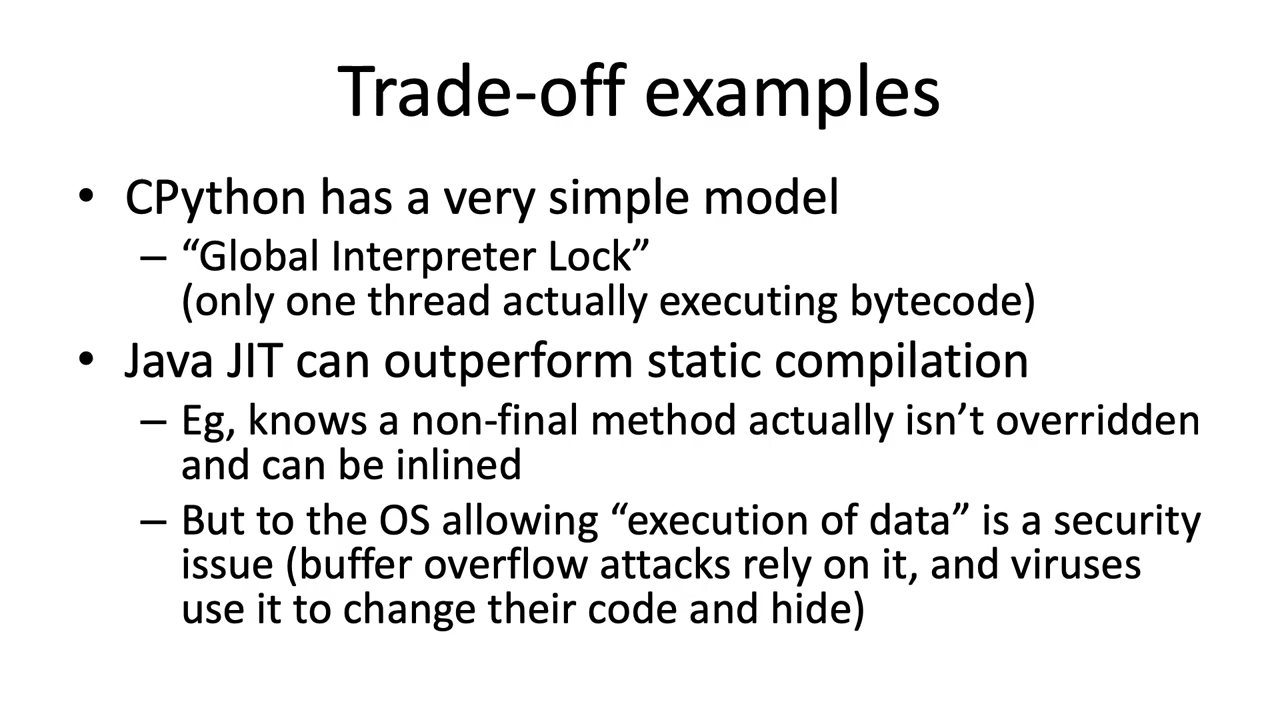 Trade-off examples
• CPython has a very simple model
– “Global Interpreter Lock”
(only one thread actually executing bytecode)
• Java JIT can outperform static compilation
– Eg, knows a non-final method actually isn’t overridden
and can be inlined
– But to the OS allowing “execution of data” is a security
issue (buffer overflow attacks rely on it, and viruses
use it to change their code and hide)